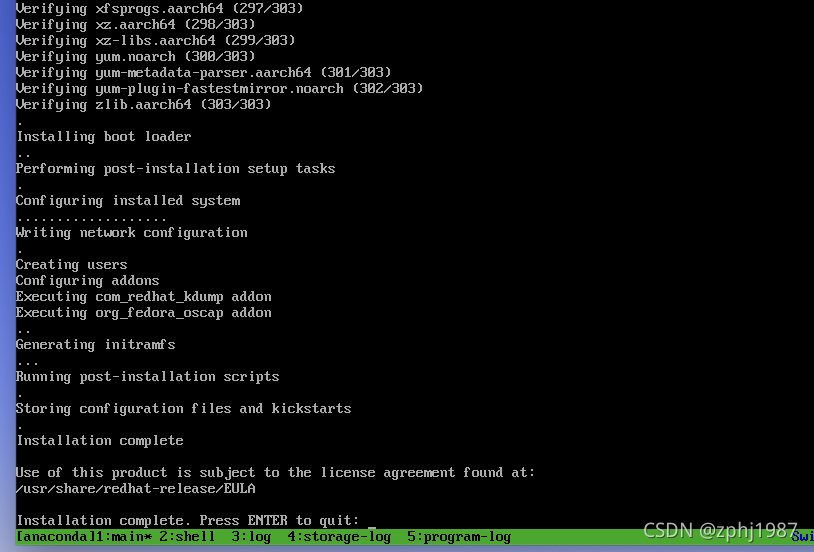 Verifying xfsprogs.aarch64 (297/303)
Verifying xz.aarch64 (298/303)
Verifying xz-libs.aarch64 (299/303)
Verifying yum.noarch (300/303)
Verifying yum-metadata-parser.aarch64 (301/303)
Verifying yum-plugin-fastestmirror.noarch (302/303)
Verifying zlib.aarch64 (303/303)
.
Installing boot loader
..
Performing post-installation setup tasks
.
Configuring installed system
...................
Writing network configuration
.
Creating users
Configuring addons
Executing com_redhat_kdump addon
Executing org_fedora_oscap addon
..
Generating initramfs
...
Running post-installation scripts
.
Storing configuration files and kickstarts
.
Installation complete
Use of this product is subject to the license agreement found at:
/usr/share/redhat-release/EULA
Installation complete. Press ENTER to quit: _
[anaconda]1:main* 2:shell  3:log  4:storage-log  5:program-log Swi
CSDN @zphj1987